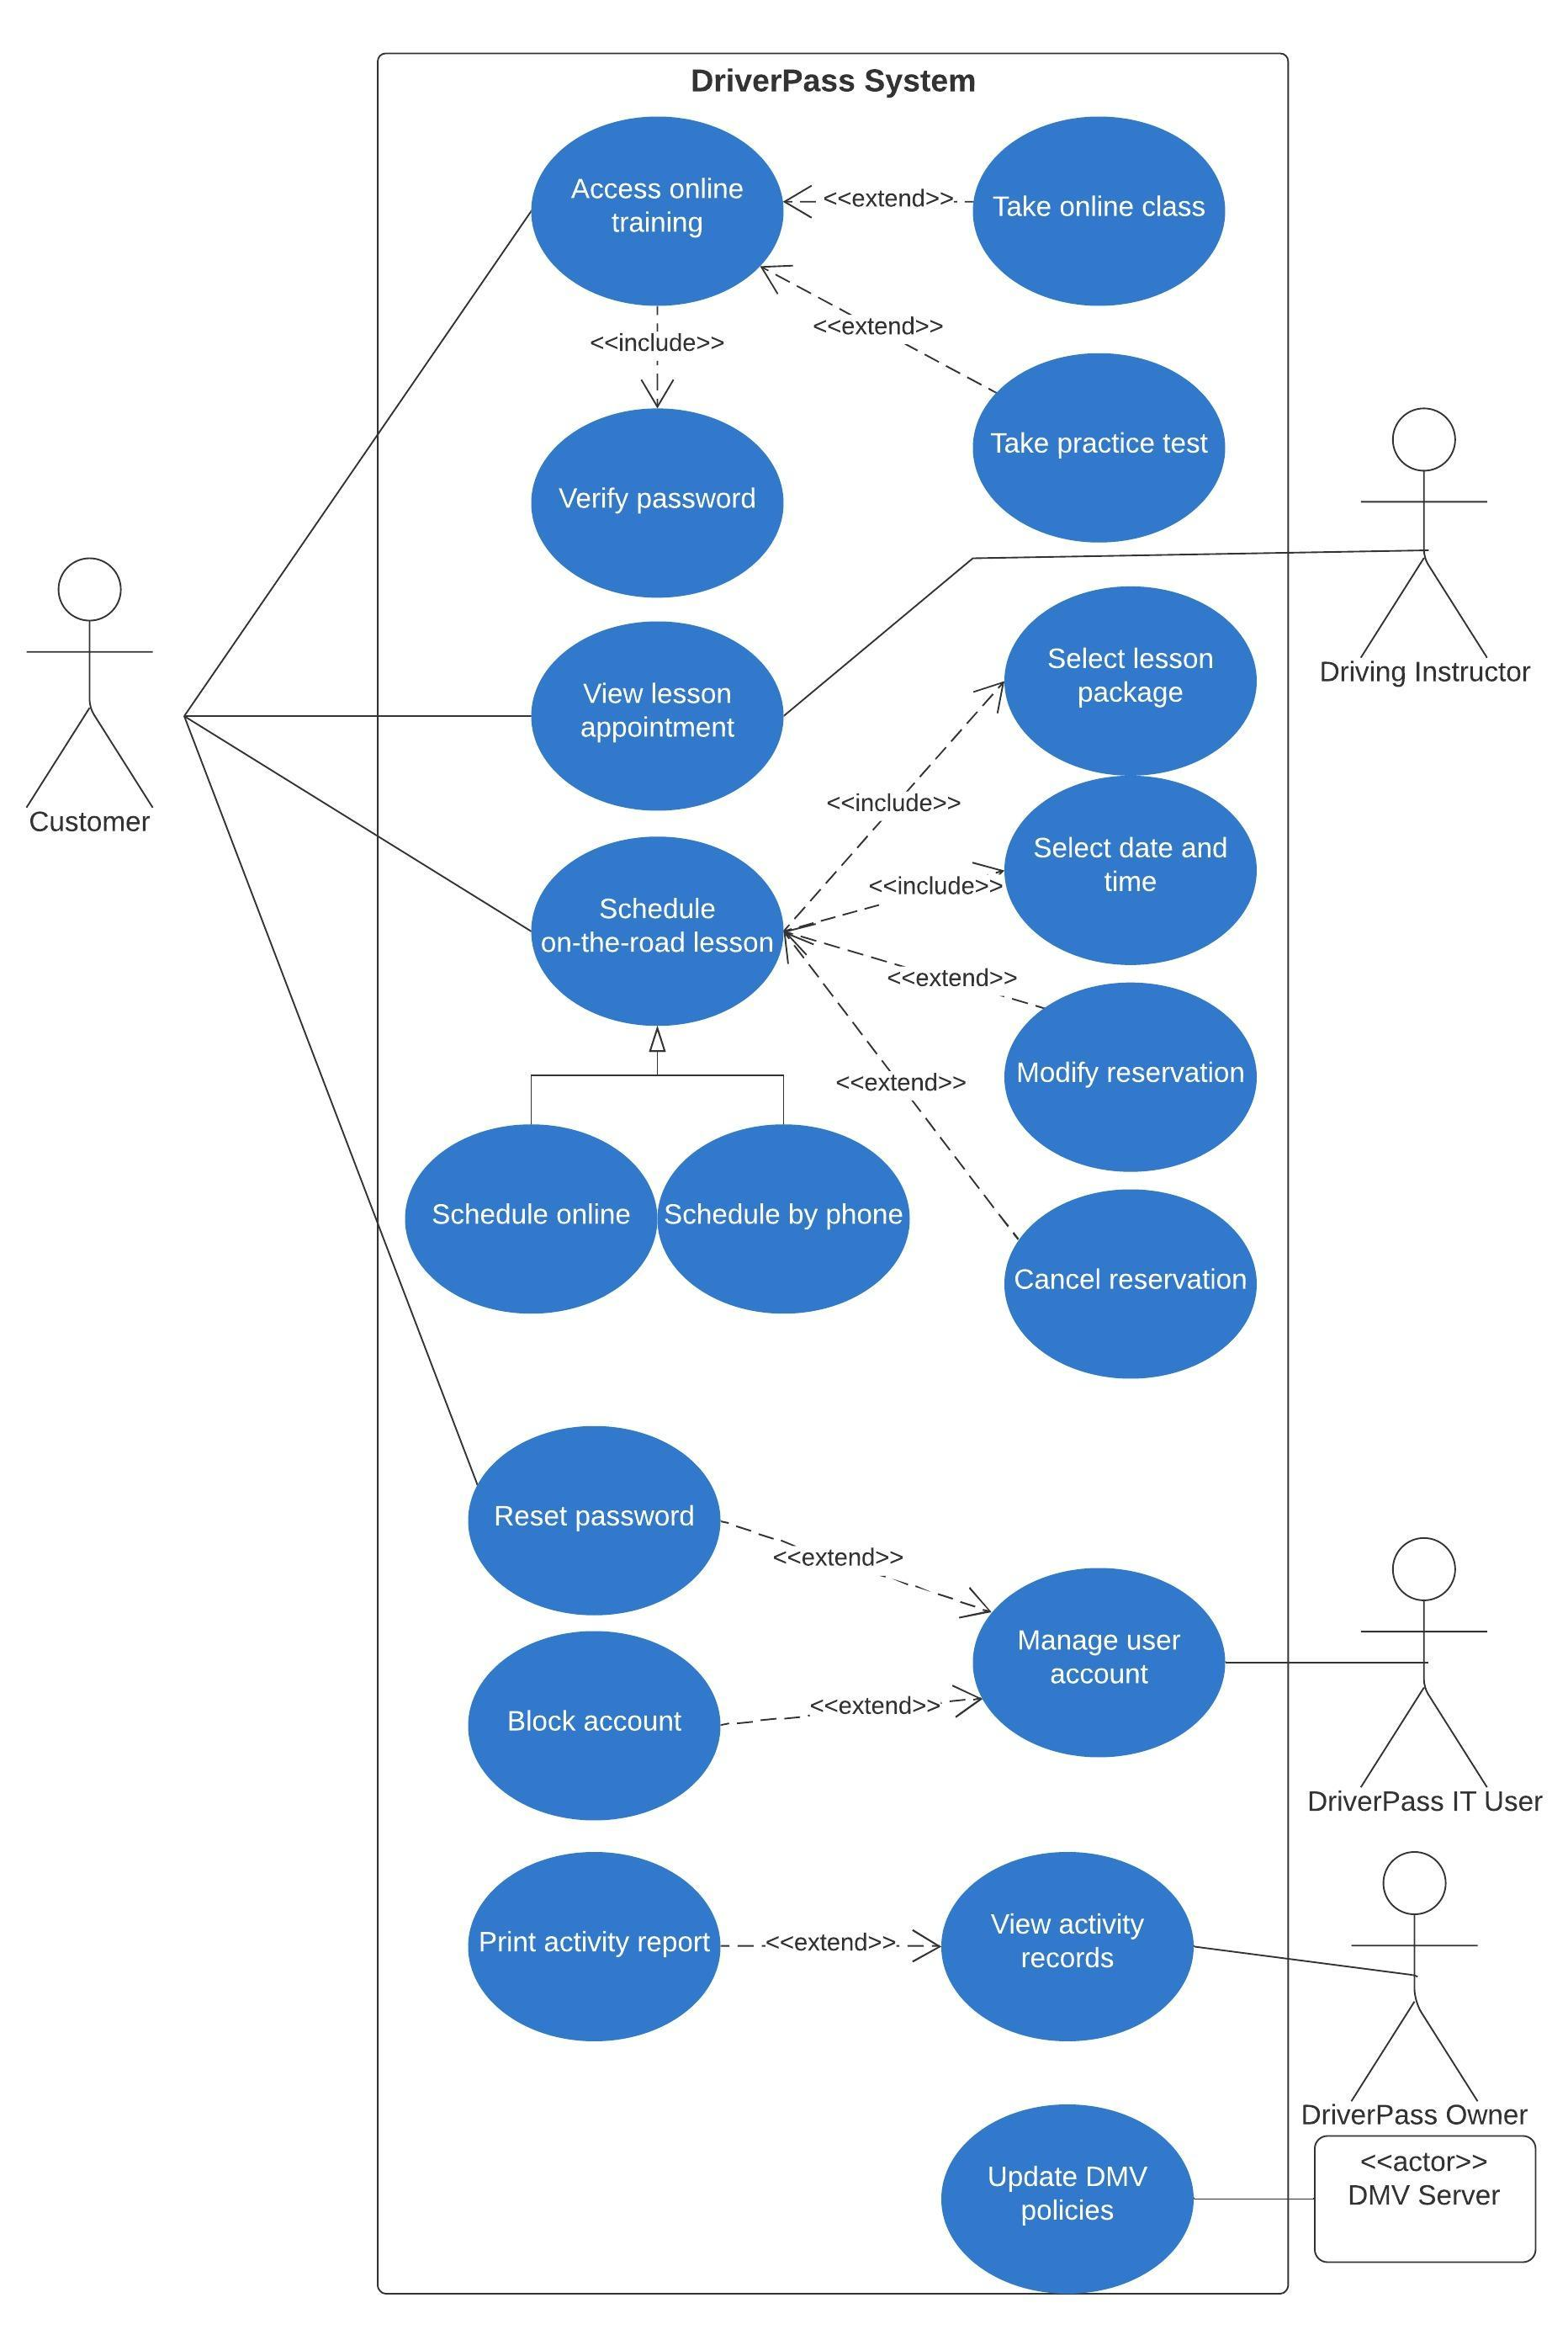 DriverPass System
Access online
training
<<extend>>
Take online class
<<extend>>
<<include>>
Take practice test
Verify password
Select lesson
package
Driving Instructor
View lesson
appointment
<<include>>
Customer
Select date and
time
<<include>>
Schedule
on-the-road lesson
<<extend>>
Modify reservation
<<extend>>
Schedule online
Schedule by phone
Cancel reservation
Reset password
<<extend>>
Manage user
account
Block account
<<extend>>
DriverPass IT User
Print activity report
<<extend>>
View activity
records
DriverPass Owner
<<actor>>
DMV Server
Update DMV
policies